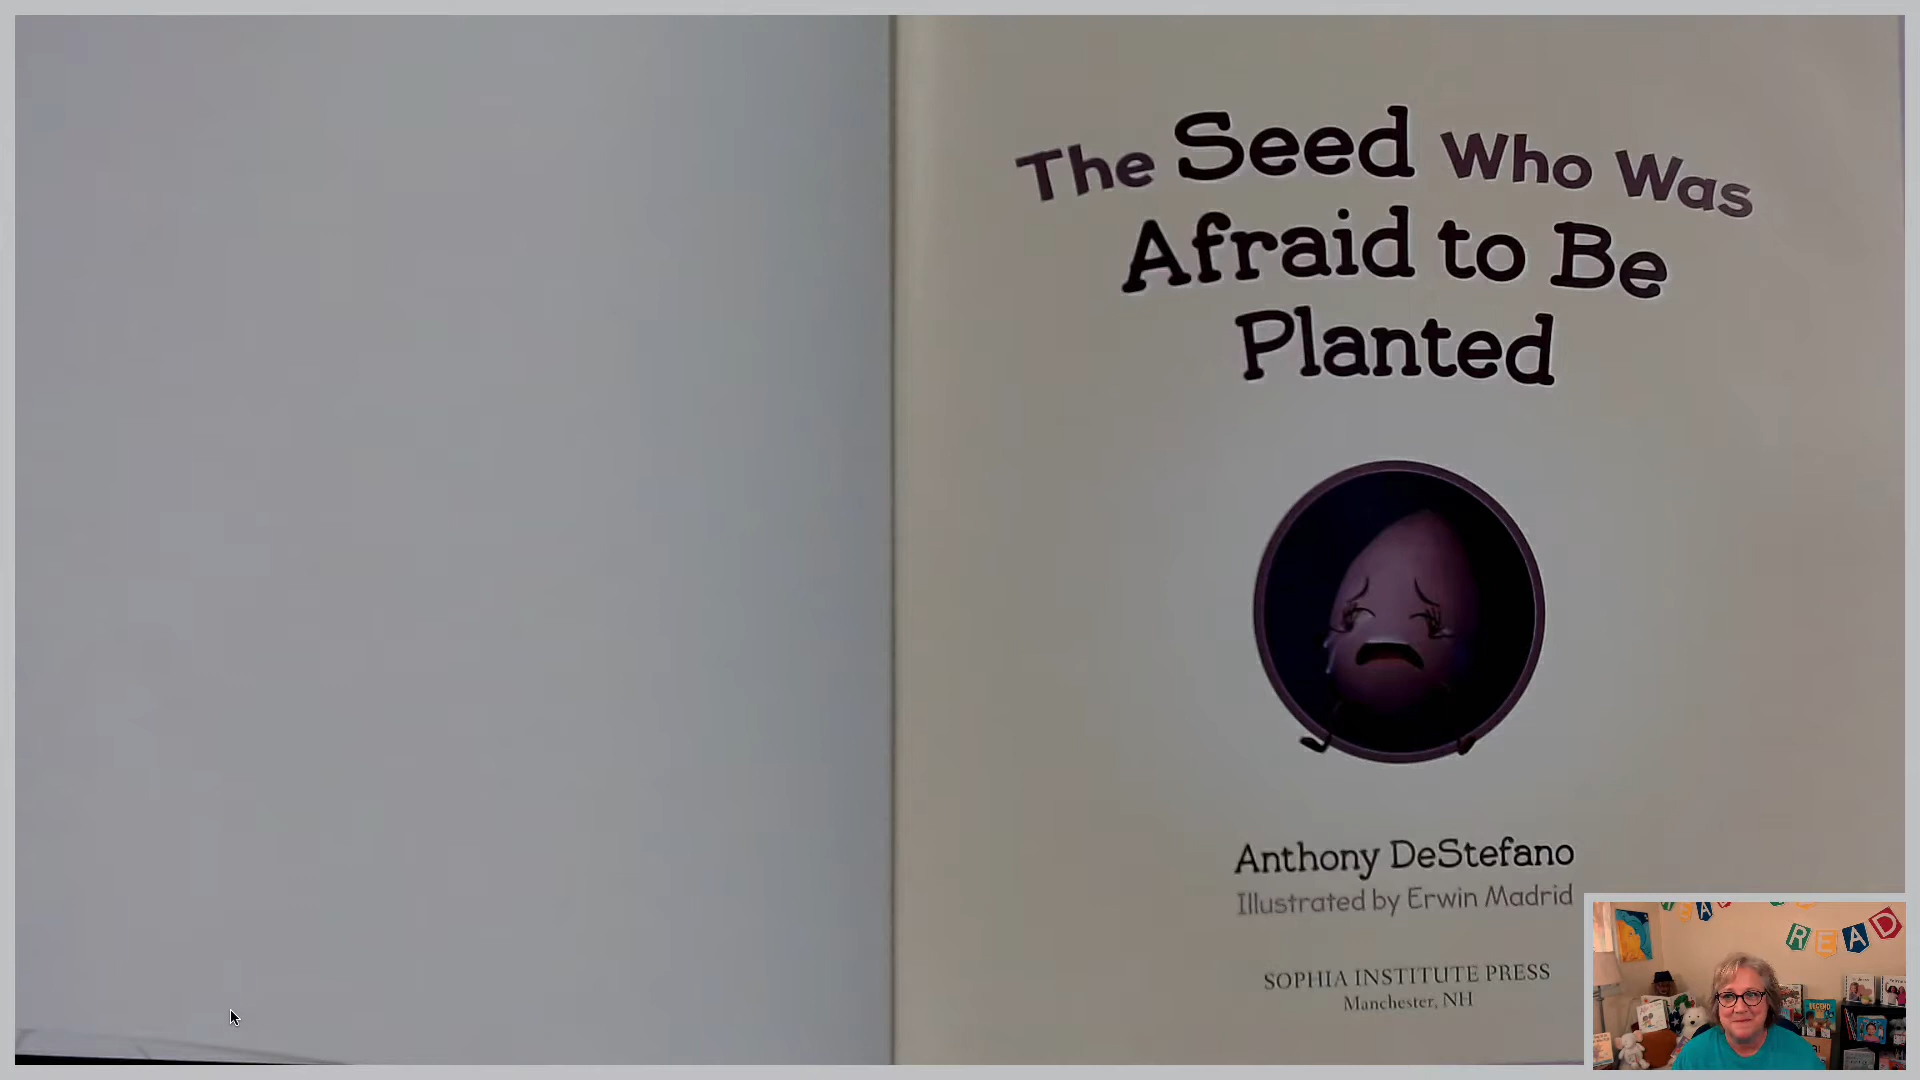 The Seed Who Was
Afraid to Be
Planted
Anthony DeStefano
Illustrated by Erwin Madrid
SOPHIA INSTITUTE PRESS
Manchester, NH
READ